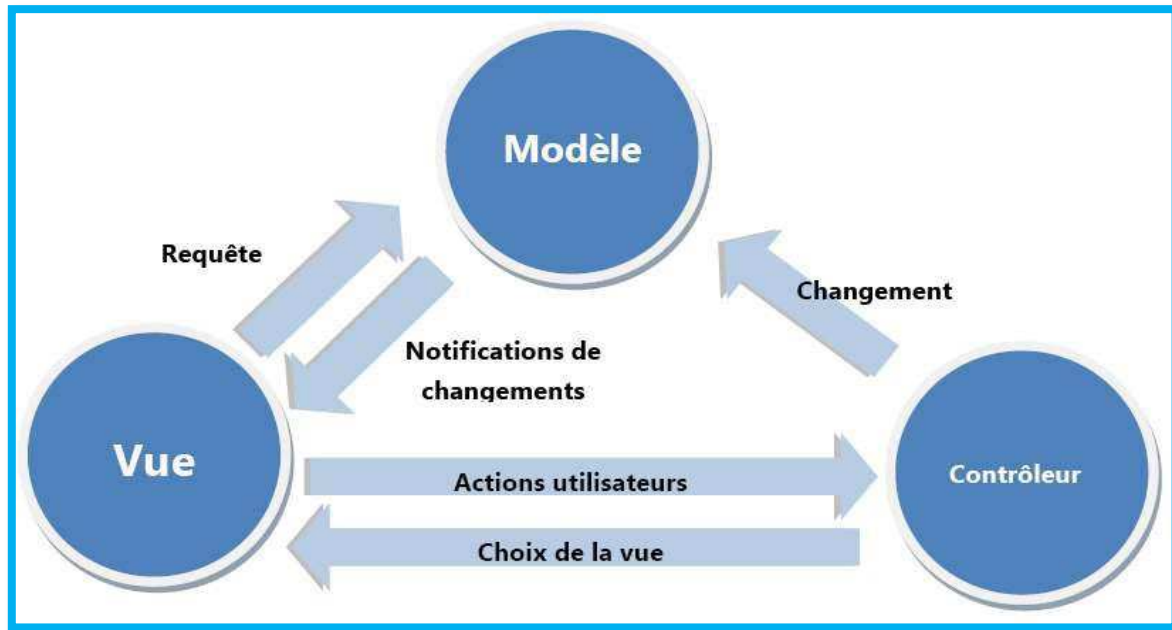 Modèle
Requête
Changement
Notifications de
changements
Vue
Actions utilisateurs
Contrôleur
Choix de la vue